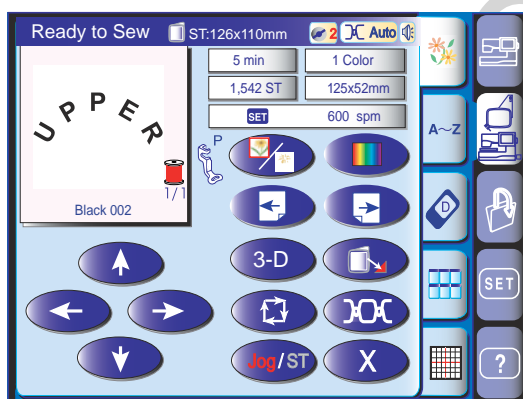 Ready to Sew ST:126x110mm 2 Auto
5 min 1 Color
1,542 ST 125x52mm
SET 600 spm
UPPER
P
1/1
Black 002
3-D
Jog/ST X
A~Z
D
SET
?